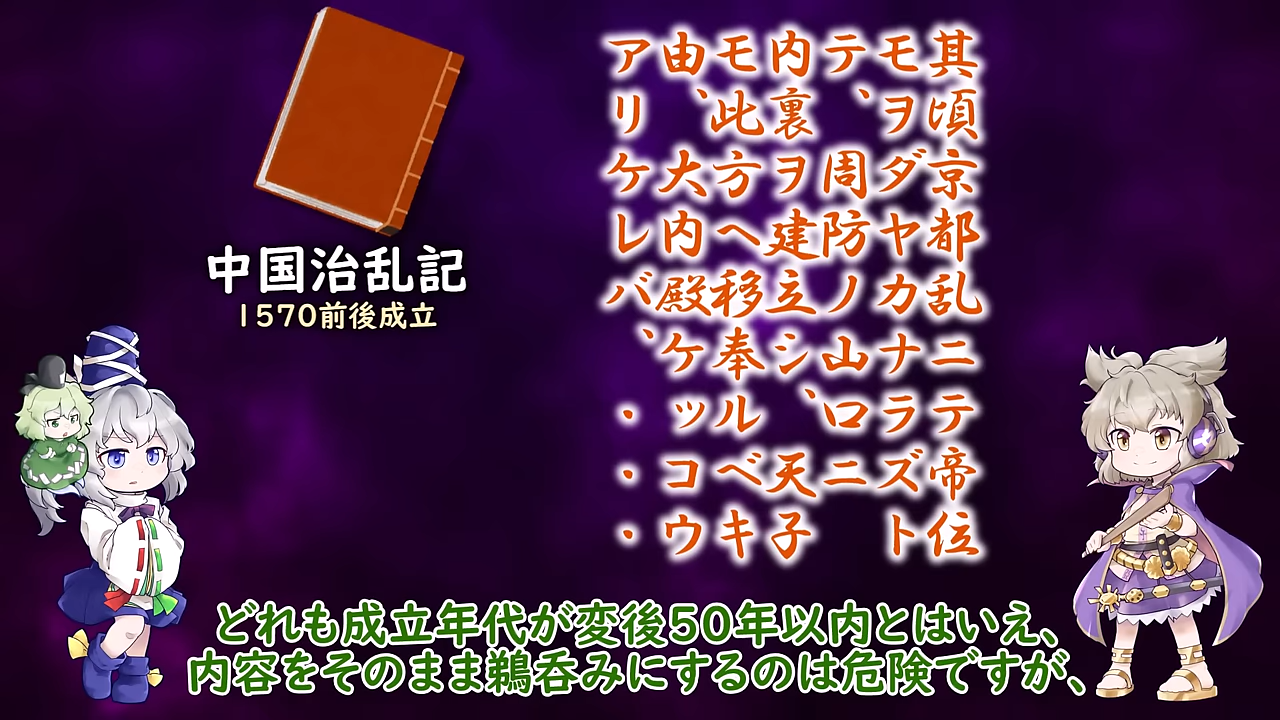 中国治乱記
1570前後成立
其頃京都乱ニテ帝位
モヲダヤカナラズト
テ、周防ノ山口ニ
内裏ヲ建立シ、天子
モ此方ヘ移奉ルベキ
由、大内殿ケッコウ
アリケレバ、・・・
どれも成立年代が変後50年以内とはいえ、
内容をそのまま鵜呑みにするのは危険ですが、